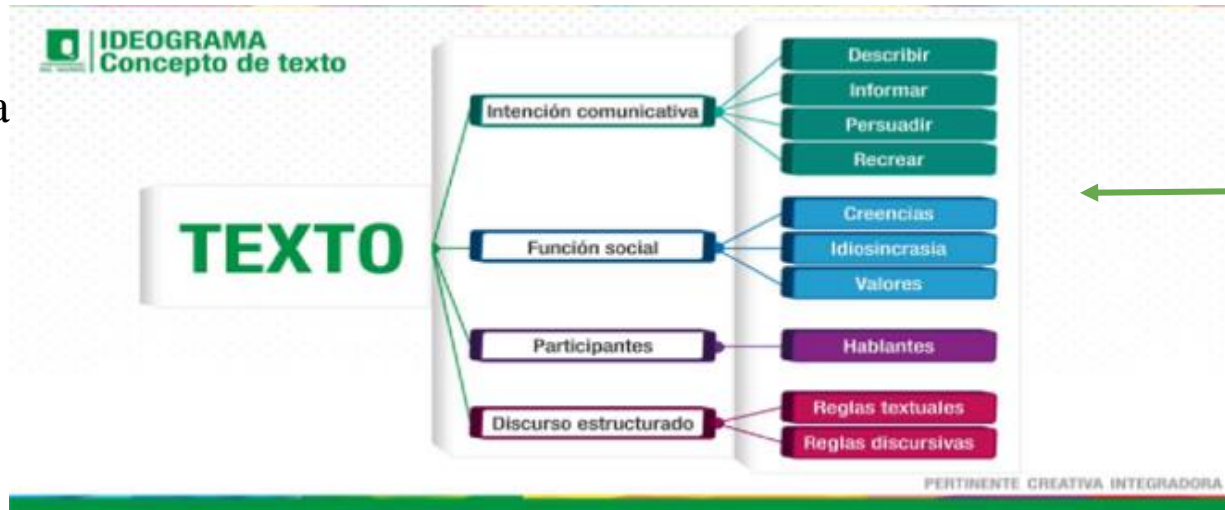 IDEOGRAMA
Concepto de texto
a
TEXTO
Intención comunicativa
Describir
Informar
Persuadir
Recrear
Función social
Creencias
Idiosincrasia
Valores
Participantes
Hablantes
Discurso estructurado
Reglas textuales
Reglas discursivas
PERTINENTE CREATIVA INTEGRADORA